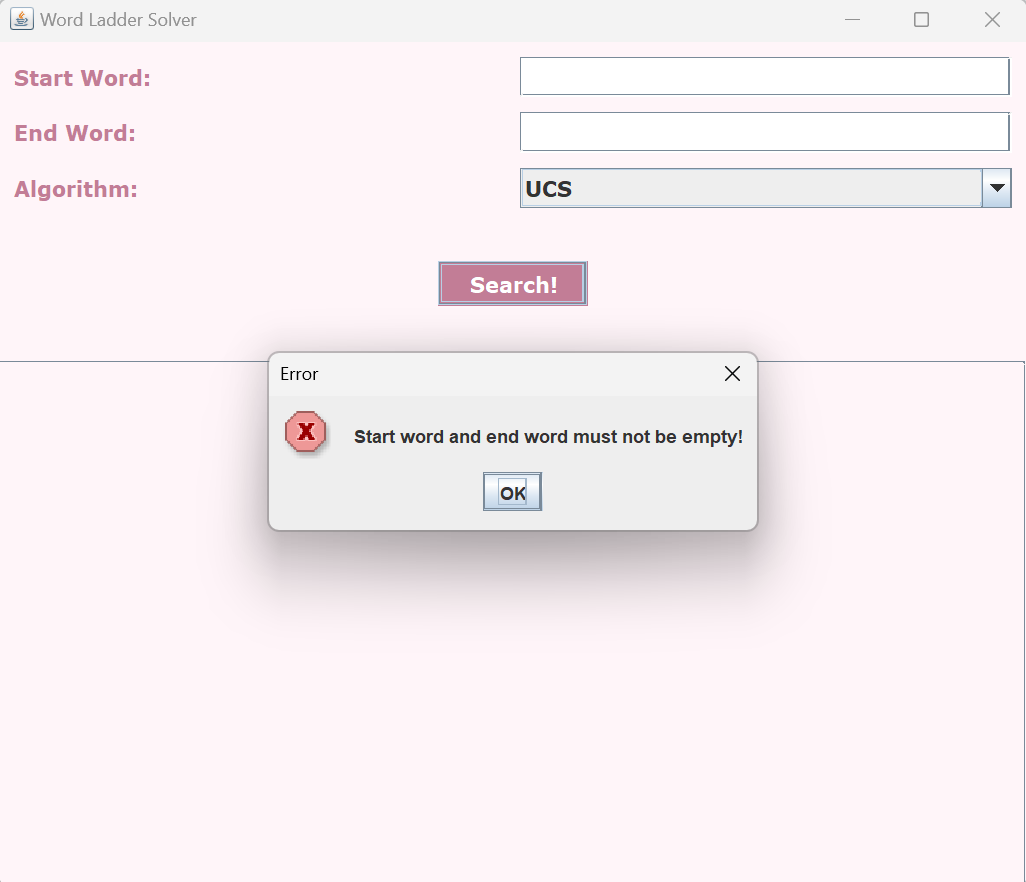 Word Ladder Solver
Start Word:
End Word:
Algorithm:
UCS
Search!
Error
X
Start word and end word must not be empty!
OK